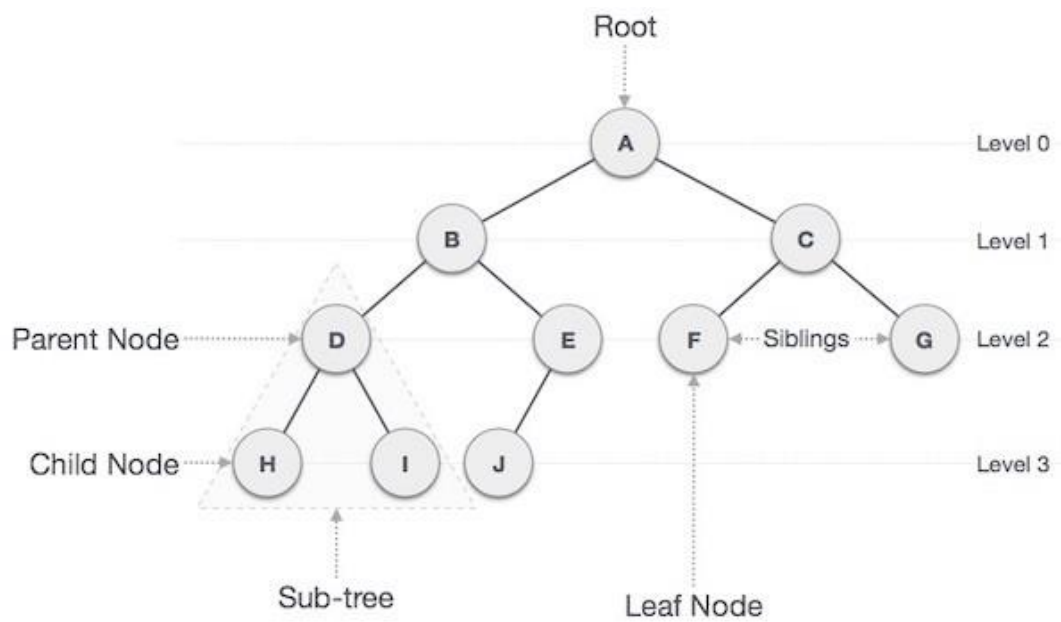 Root
A
Level 0
B
C
Level 1
Parent Node
D
E
F
Siblings
G
Level 2
Child Node
H
I
J
Level 3
Sub-tree
Leaf Node